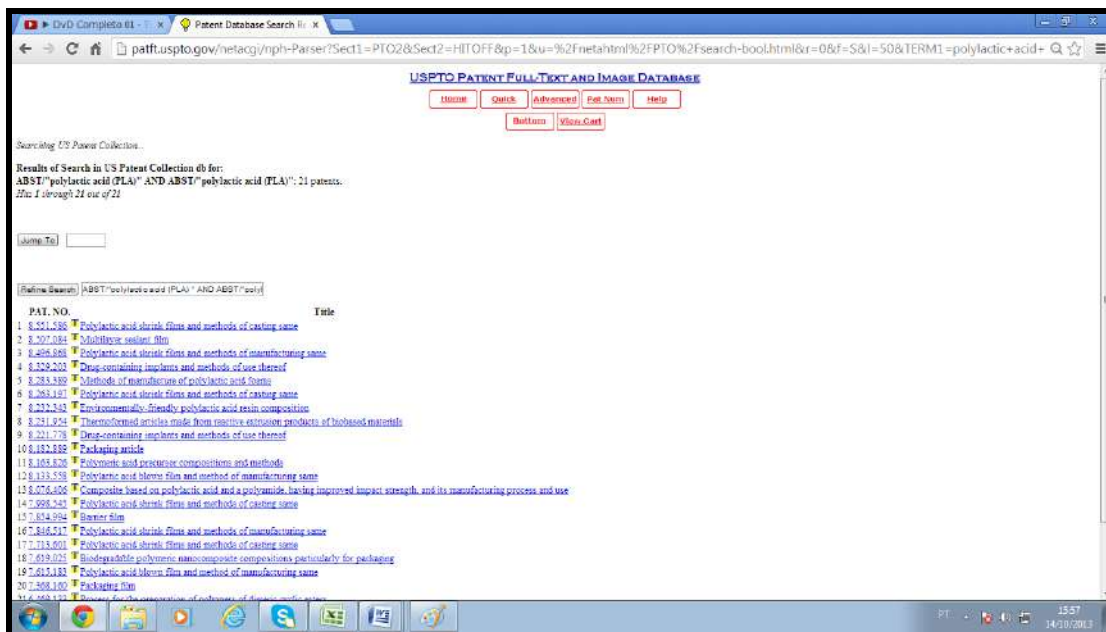 DvD Completo 01 - T
Patent Database Search Re
patft.uspto.gov/netacgi/nph-Parser?Sect1=PTO2&Sect2=HITOFF&p=1&u=%2Fnetahtml%2FPTO%2Fsearch-bool.html&r=0&f=S&l=50&TERM1=polylactic+acid+
USPTO PATENT FULL-TEXT AND IMAGE DATABASE
Home Quick Advanced Pat Num Help
Bottom View Cart
Searching US Patent Collection...
Results of Search in US Patent Collection db for:
ABST/"polylactic acid (PLA)" AND ABST/"polylactic acid (PLA)": 21 patents.
Hits 1 through 21 out of 21
Jump To
Refine Search ABST/"polylactic acid (PLA)" AND ABST/"polyl
PAT. NO. Title
1 8,551,586 T Polylactic acid shrink films and methods of casting same
2 8,507,084 T Multilayer sealant film
3 8,496,868 T Polylactic acid shrink films and methods of manufacturing same
4 8,329,203 T Drug-containing implants and methods of use thereof
5 8,283,389 T Methods of manufacture of polylactic acid foams
6 8,263,197 T Polylactic acid shrink films and methods of casting same
7 8,232,343 T Environmentally-friendly polylactic acid resin composition
8 8,231,954 T Thermoformed articles made from reactive extrusion products of biobased materials
9 8,221,778 T Drug-containing implants and methods of use thereof
10 8,182,889 T Packaging article
11 8,163,826 T Polymeric acid precursor compositions and methods
12 8,133,558 T Polylactic acid blown film and method of manufacturing same
13 8,076,406 T Composite based on polylactic acid and a polyamide, having improved impact strength, and its manufacturing process and use
14 7,998,545 T Polylactic acid shrink films and methods of casting same
15 7,854,994 T Barrier film
16 7,846,517 T Polylactic acid shrink films and methods of manufacturing same
17 7,713,601 T Polylactic acid shrink films and methods of casting same
18 7,619,025 T Biodegradable polymeric nanocomposite compositions particularly for packaging
19 7,615,183 T Polylactic acid blown film and method of manufacturing same
20 7,368,160 T Packaging film
21 T Process for the preparation of polymers of dimeric cyclic esters
PT 15:57
14/10/2013